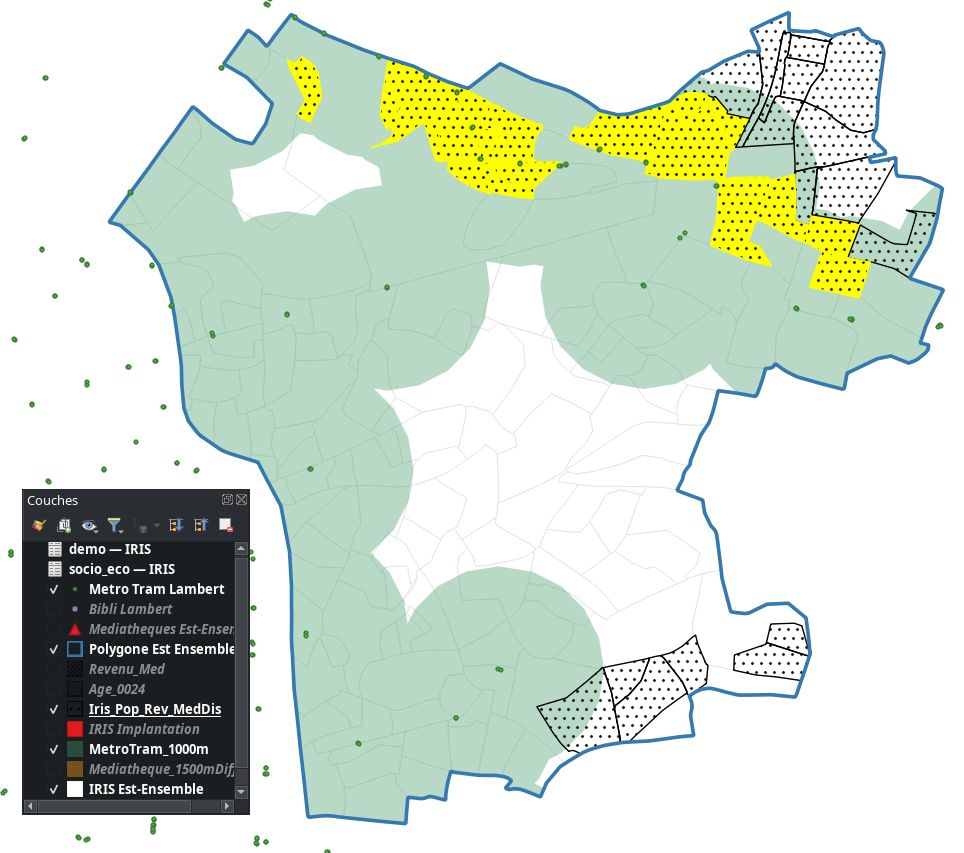 Couches
demo — IRIS
socio_eco — IRIS
Metro Tram Lambert
Bibli Lambert
Mediatheques Est-Enser
Polygone Est Ensemble
Revenu_Med
Age_0024
Iris_Pop_Rev_MedDis
IRIS Implantation
MetroTram_1000m
Mediatheque_1500mDiff
IRIS Est-Ensemble